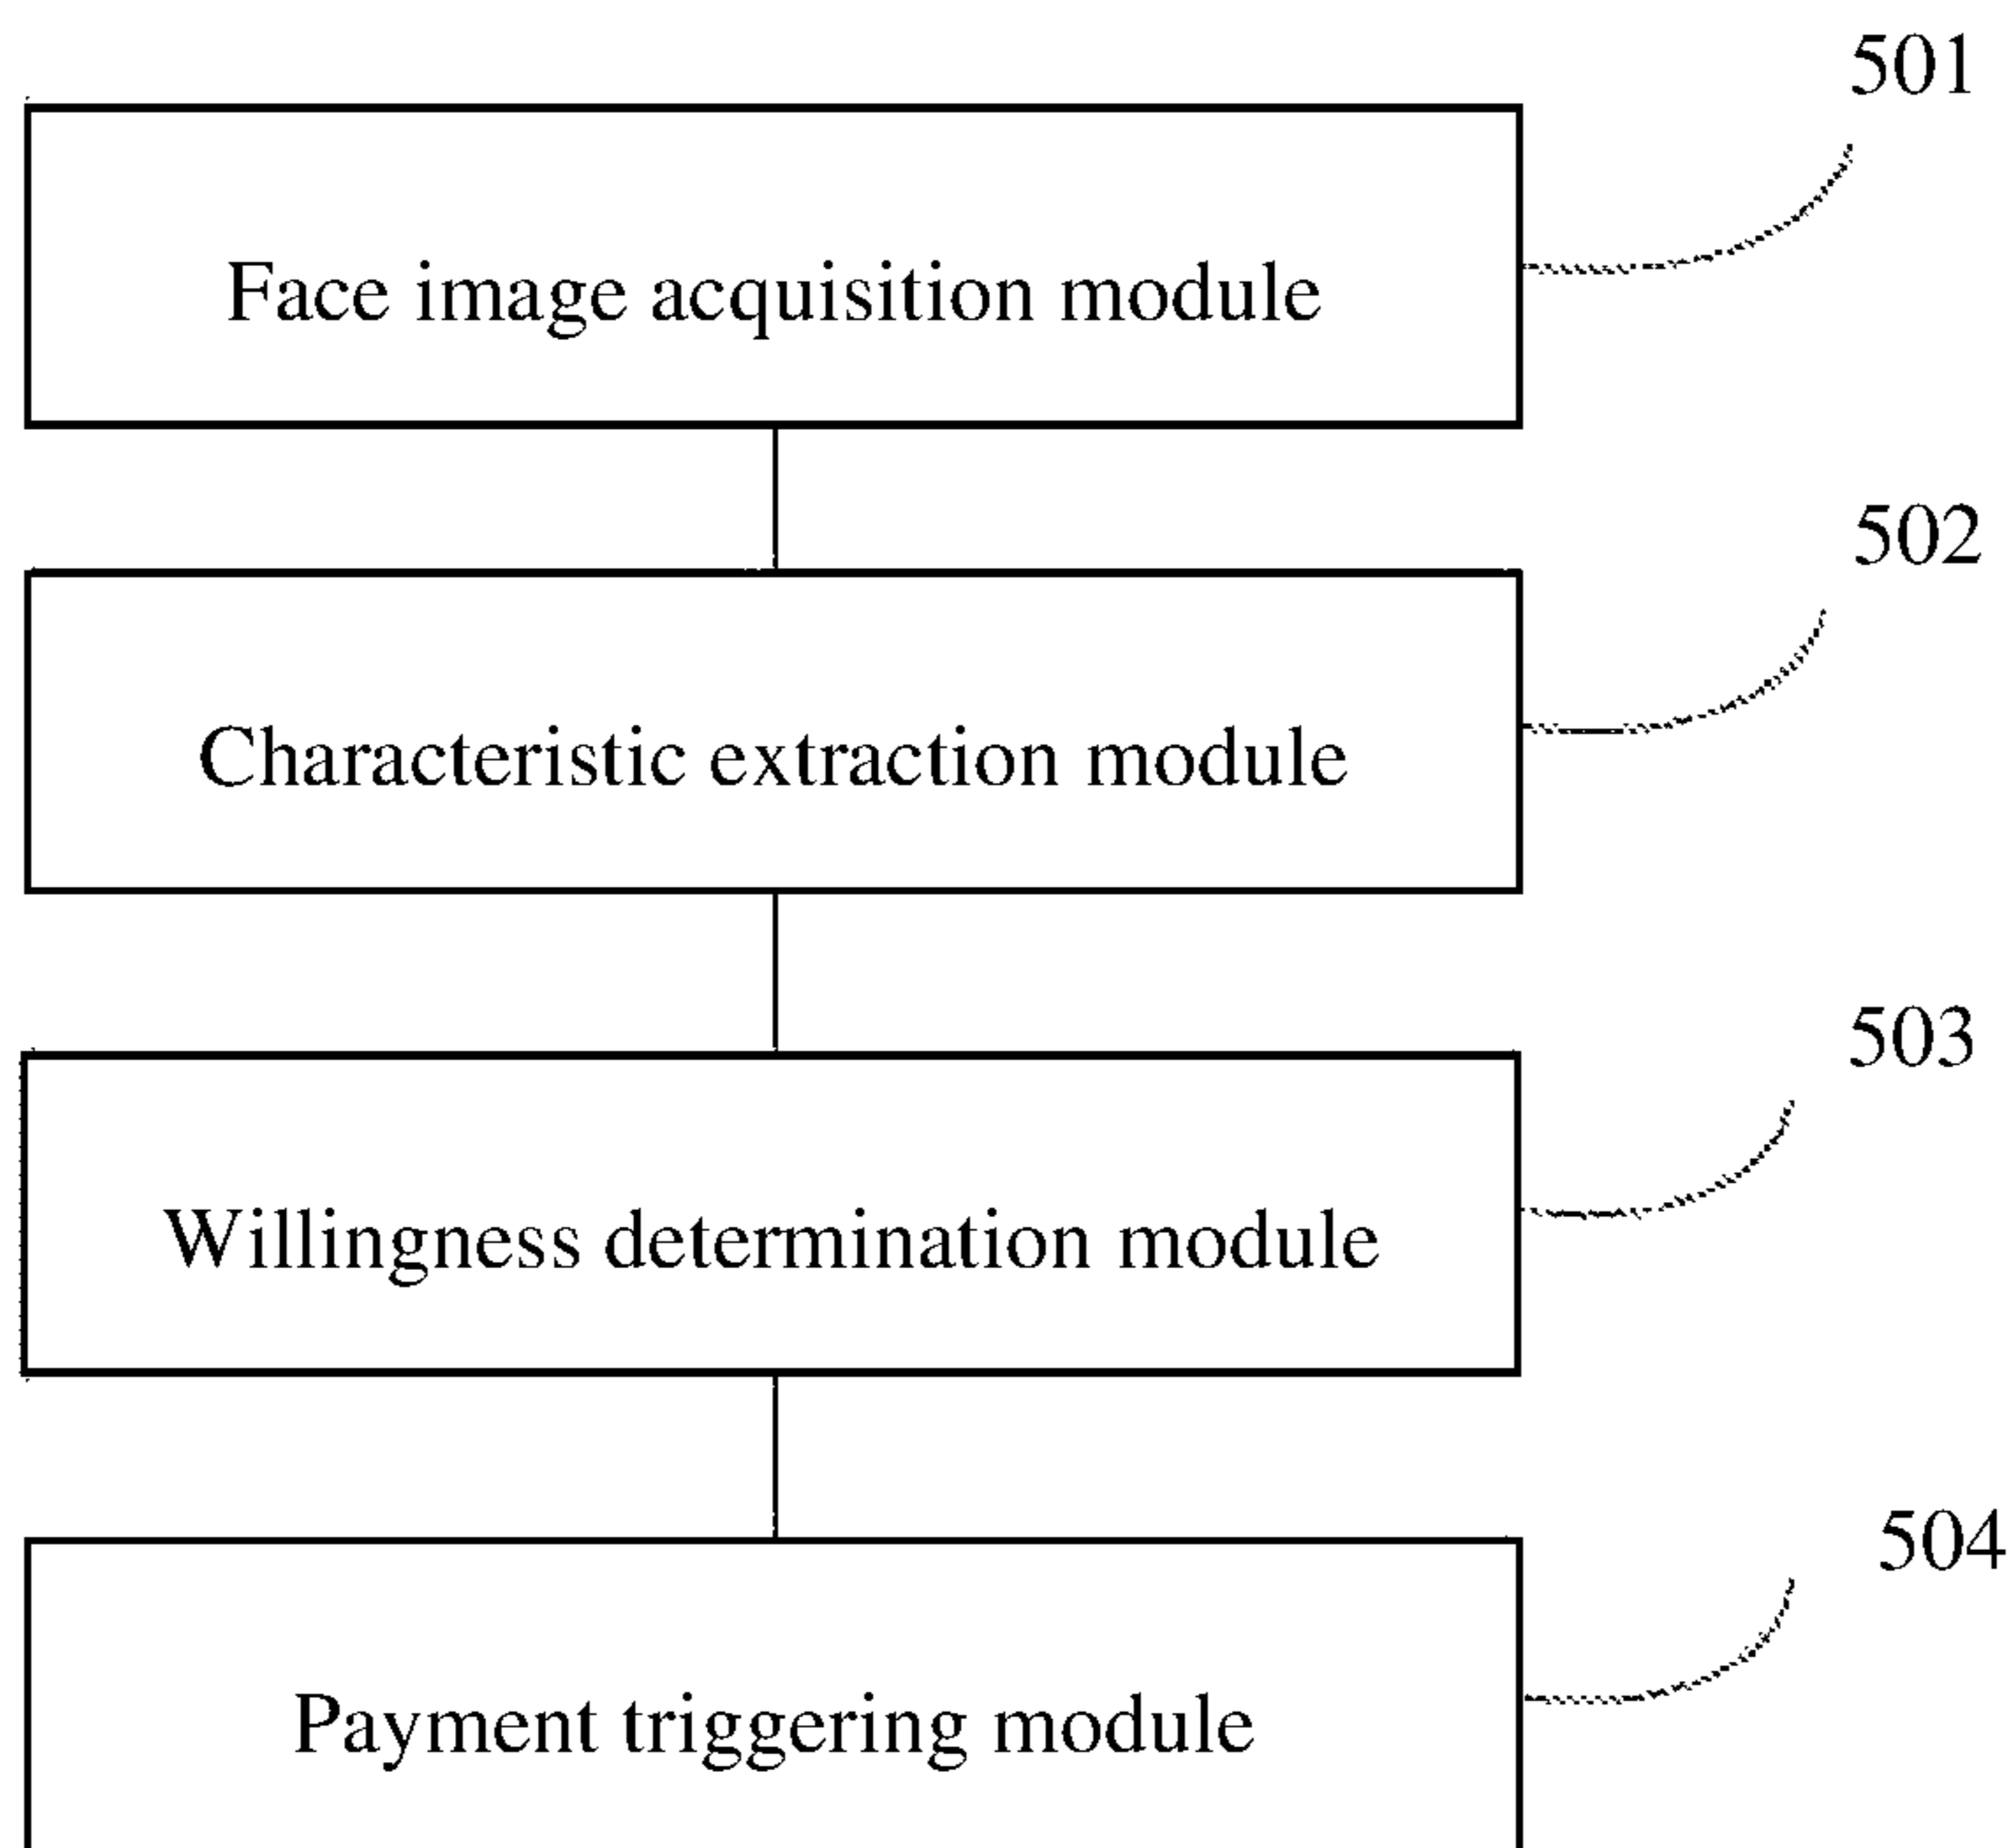 501
Face image acquisition module
502
Characteristic extraction module
503
Willingness determination module
504
Payment triggering module